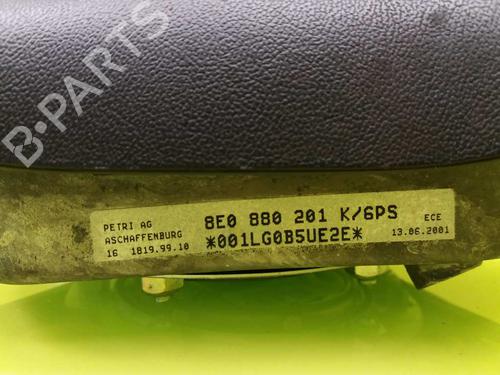 B-PARTS
PETRI AG
ASCHAFFENBURG
16 1819.99.10
8E0 880 201 K/6PS
*001LG0B5UE2E*
ECE
13.06.2001